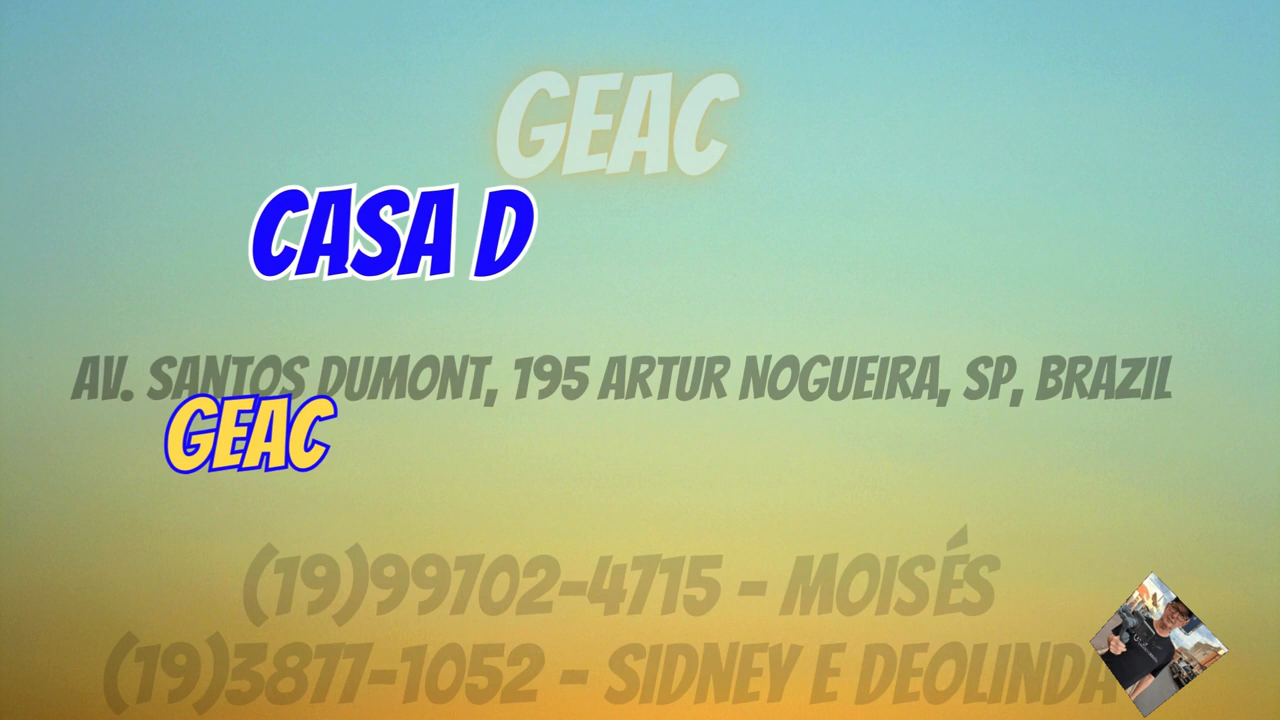 GEAC
CASA D
AV. SANTOS DUMONT, 195 ARTUR NOGUEIRA, SP, BRAZIL
GEAC
(19)99702-4715 - MOISÉS
(19)3877-1052 - SIDNEY E DEOLINDA